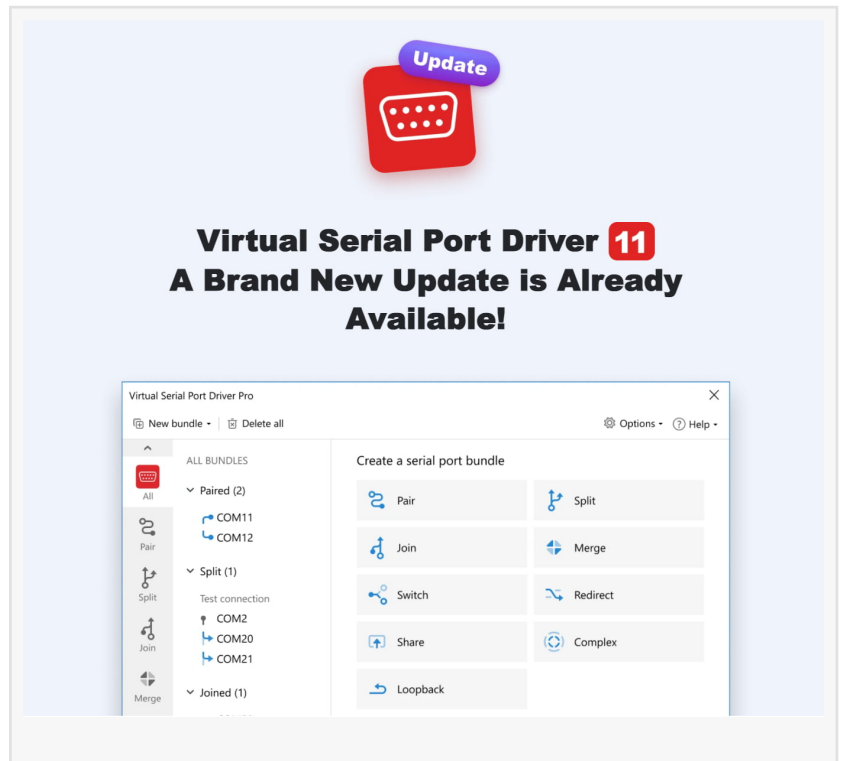 Update
Virtual Serial Port Driver 11
A Brand New Update is Already
Available!
Virtual Serial Port Driver Pro
New bundle
Delete all
Options
Help
All
Pair
Split
Join
Merge
ALL BUNDLES
Paired (2)
COM11
COM12
Split (1)
Test connection
COM2
COM20
COM21
Joined (1)
Create a serial port bundle
Pair
Split
Join
Merge
Switch
Redirect
Share
Complex
Loopback